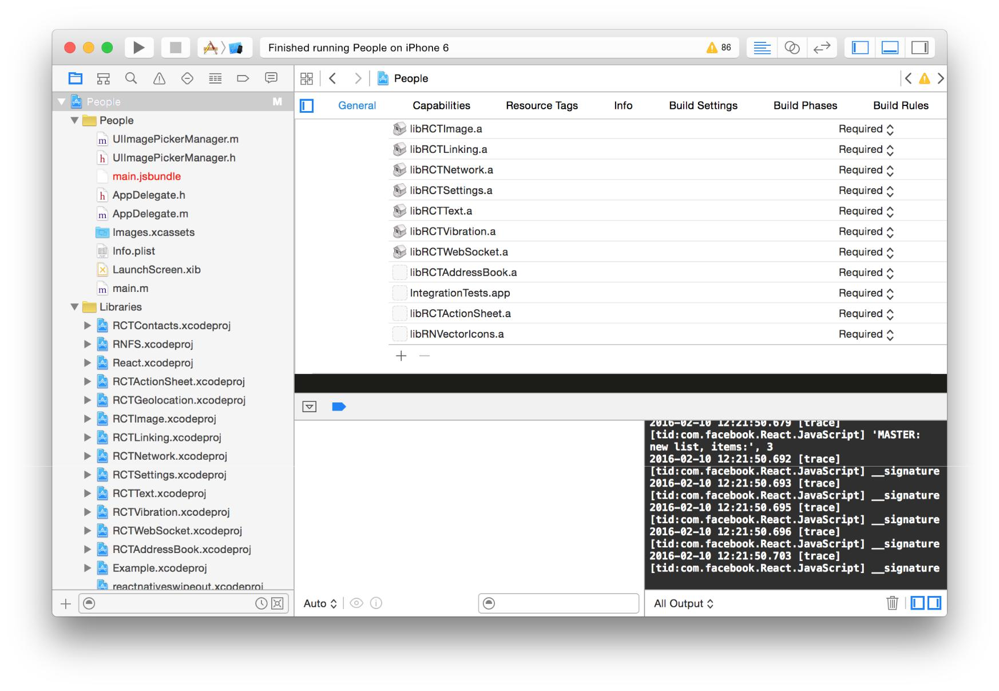 Finished running People on iPhone 6
86
People
General
Capabilities
Resource Tags
Info
Build Settings
Build Phases
Build Rules
People
M
People
UIImagePickerManager.m
UIImagePickerManager.h
main.jsbundle
AppDelegate.h
AppDelegate.m
Images.xcassets
Info.plist
LaunchScreen.xib
main.m
Libraries
RCTContacts.xcodeproj
RNFS.xcodeproj
React.xcodeproj
RCTActionSheet.xcodeproj
RCTGeolocation.xcodeproj
RCTImage.xcodeproj
RCTLinking.xcodeproj
RCTNetwork.xcodeproj
RCTSettings.xcodeproj
RCTText.xcodeproj
RCTVibration.xcodeproj
RCTWebSocket.xcodeproj
RCTAddressBook.xcodeproj
Example.xcodeproj
reactnativeswipeout.xcodeproj
libRCTImage.a Required
libRCTLinking.a Required
libRCTNetwork.a Required
libRCTSettings.a Required
libRCTText.a Required
libRCTVibration.a Required
libRCTWebSocket.a Required
libRCTAddressBook.a Required
IntegrationTests.app Required
libRCTActionSheet.a Required
libRNVectorIcons.a Required
2016-02-10 12:21:50.679 [trace]
[tid:com.facebook.React.JavaScript] 'MASTER:
new list, items:', 3
2016-02-10 12:21:50.692 [trace]
[tid:com.facebook.React.JavaScript] __signature
2016-02-10 12:21:50.693 [trace]
[tid:com.facebook.React.JavaScript] __signature
2016-02-10 12:21:50.695 [trace]
[tid:com.facebook.React.JavaScript] __signature
2016-02-10 12:21:50.696 [trace]
[tid:com.facebook.React.JavaScript] __signature
2016-02-10 12:21:50.703 [trace]
[tid:com.facebook.React.JavaScript] __signature
Auto
All Output